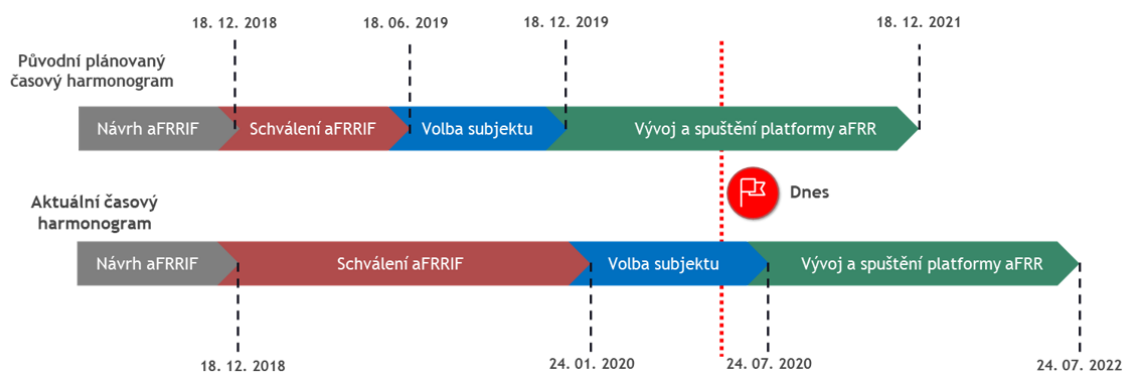 18. 12. 2018
18. 06. 2019
18. 12. 2019
18. 12. 2021
Původní plánovaný
časový harmonogram
Návrh aFRRIF
Schválení aFRRIF
Volba subjektu
Vývoj a spuštění platformy aFRR
Dnes
Aktuální časový
harmonogram
Návrh aFRRIF
Schválení aFRRIF
Volba subjektu
Vývoj a spuštění platformy aFRR
18. 12. 2018
24. 01. 2020
24. 07. 2020
24. 07. 2022